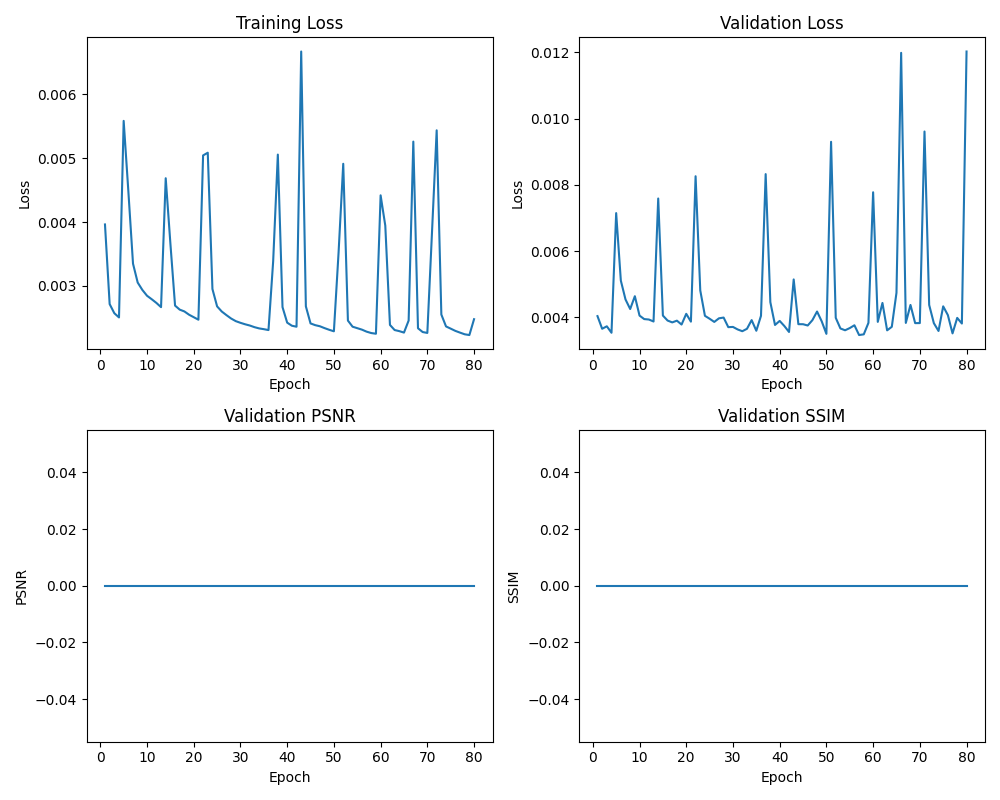 Training Loss
Loss
0.006
0.005
0.004
0.003
0 10 20 30 40 50 60 70 80
Epoch
Validation Loss
Loss
0.012
0.010
0.008
0.006
0.004
0 10 20 30 40 50 60 70 80
Epoch
Validation PSNR
PSNR
0.04
0.02
0.00
−0.02
−0.04
0 10 20 30 40 50 60 70 80
Epoch
Validation SSIM
SSIM
0.04
0.02
0.00
−0.02
−0.04
0 10 20 30 40 50 60 70 80
Epoch